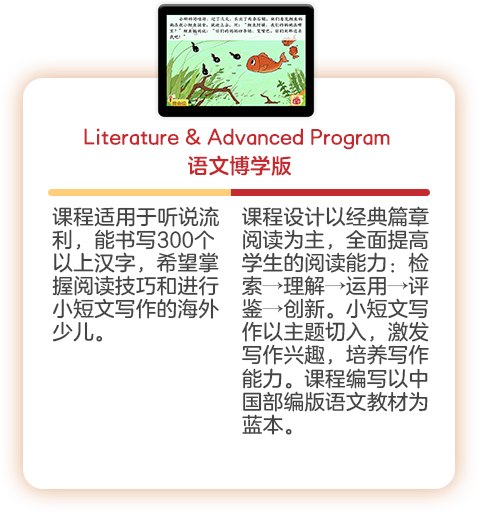 Literature & Advanced Program
语文博学版
课程适用于听说流
利，能书写300个
以上汉字，希望掌
握阅读技巧和进行
小短文写作的海外
少儿。
课程设计以经典篇章
阅读为主，全面提高
学生的阅读能力：检
索→理解→运用→评
鉴→创新。小短文写
作以主题切入，激发
写作兴趣，培养写作
能力。课程编写以中
国部编版语文教材为
蓝本。